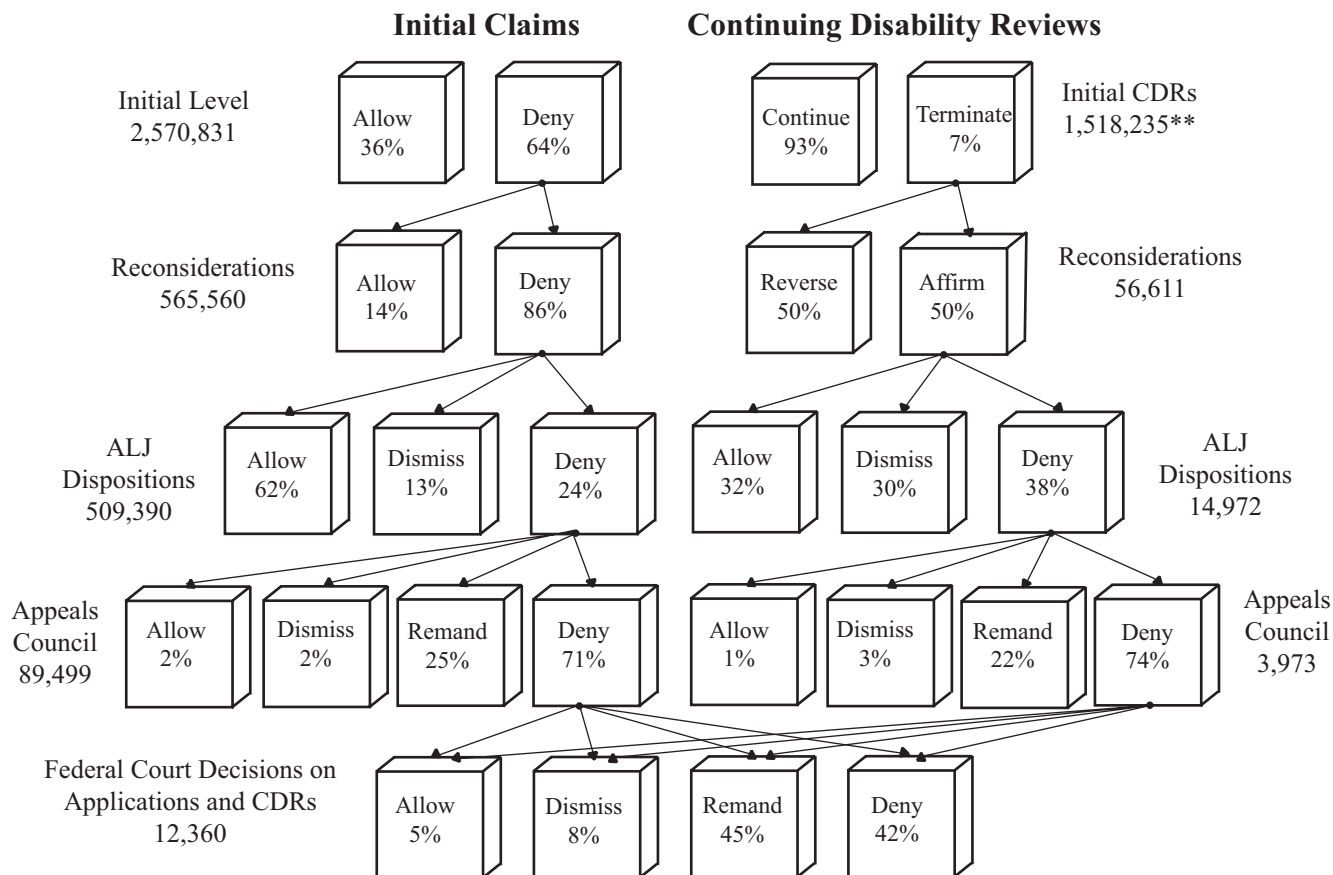 Initial Claims
Continuing Disability Reviews
Initial Level
2,570,831
Allow
36%
Deny
64%
Continue
93%
Terminate
7%
Initial CDRs
1,518,235**
Reconsiderations
565,560
Allow
14%
Deny
86%
Reverse
50%
Affirm
50%
Reconsiderations
56,611
ALJ
Dispositions
509,390
Allow
62%
Dismiss
13%
Deny
24%
Allow
32%
Dismiss
30%
Deny
38%
ALJ
Dispositions
14,972
Appeals
Council
89,499
Allow
2%
Dismiss
2%
Remand
25%
Deny
71%
Allow
1%
Dismiss
3%
Remand
22%
Deny
74%
Appeals
Council
3,973
Federal Court Decisions on
Applications and CDRs
12,360
Allow
5%
Dismiss
8%
Remand
45%
Deny
42%